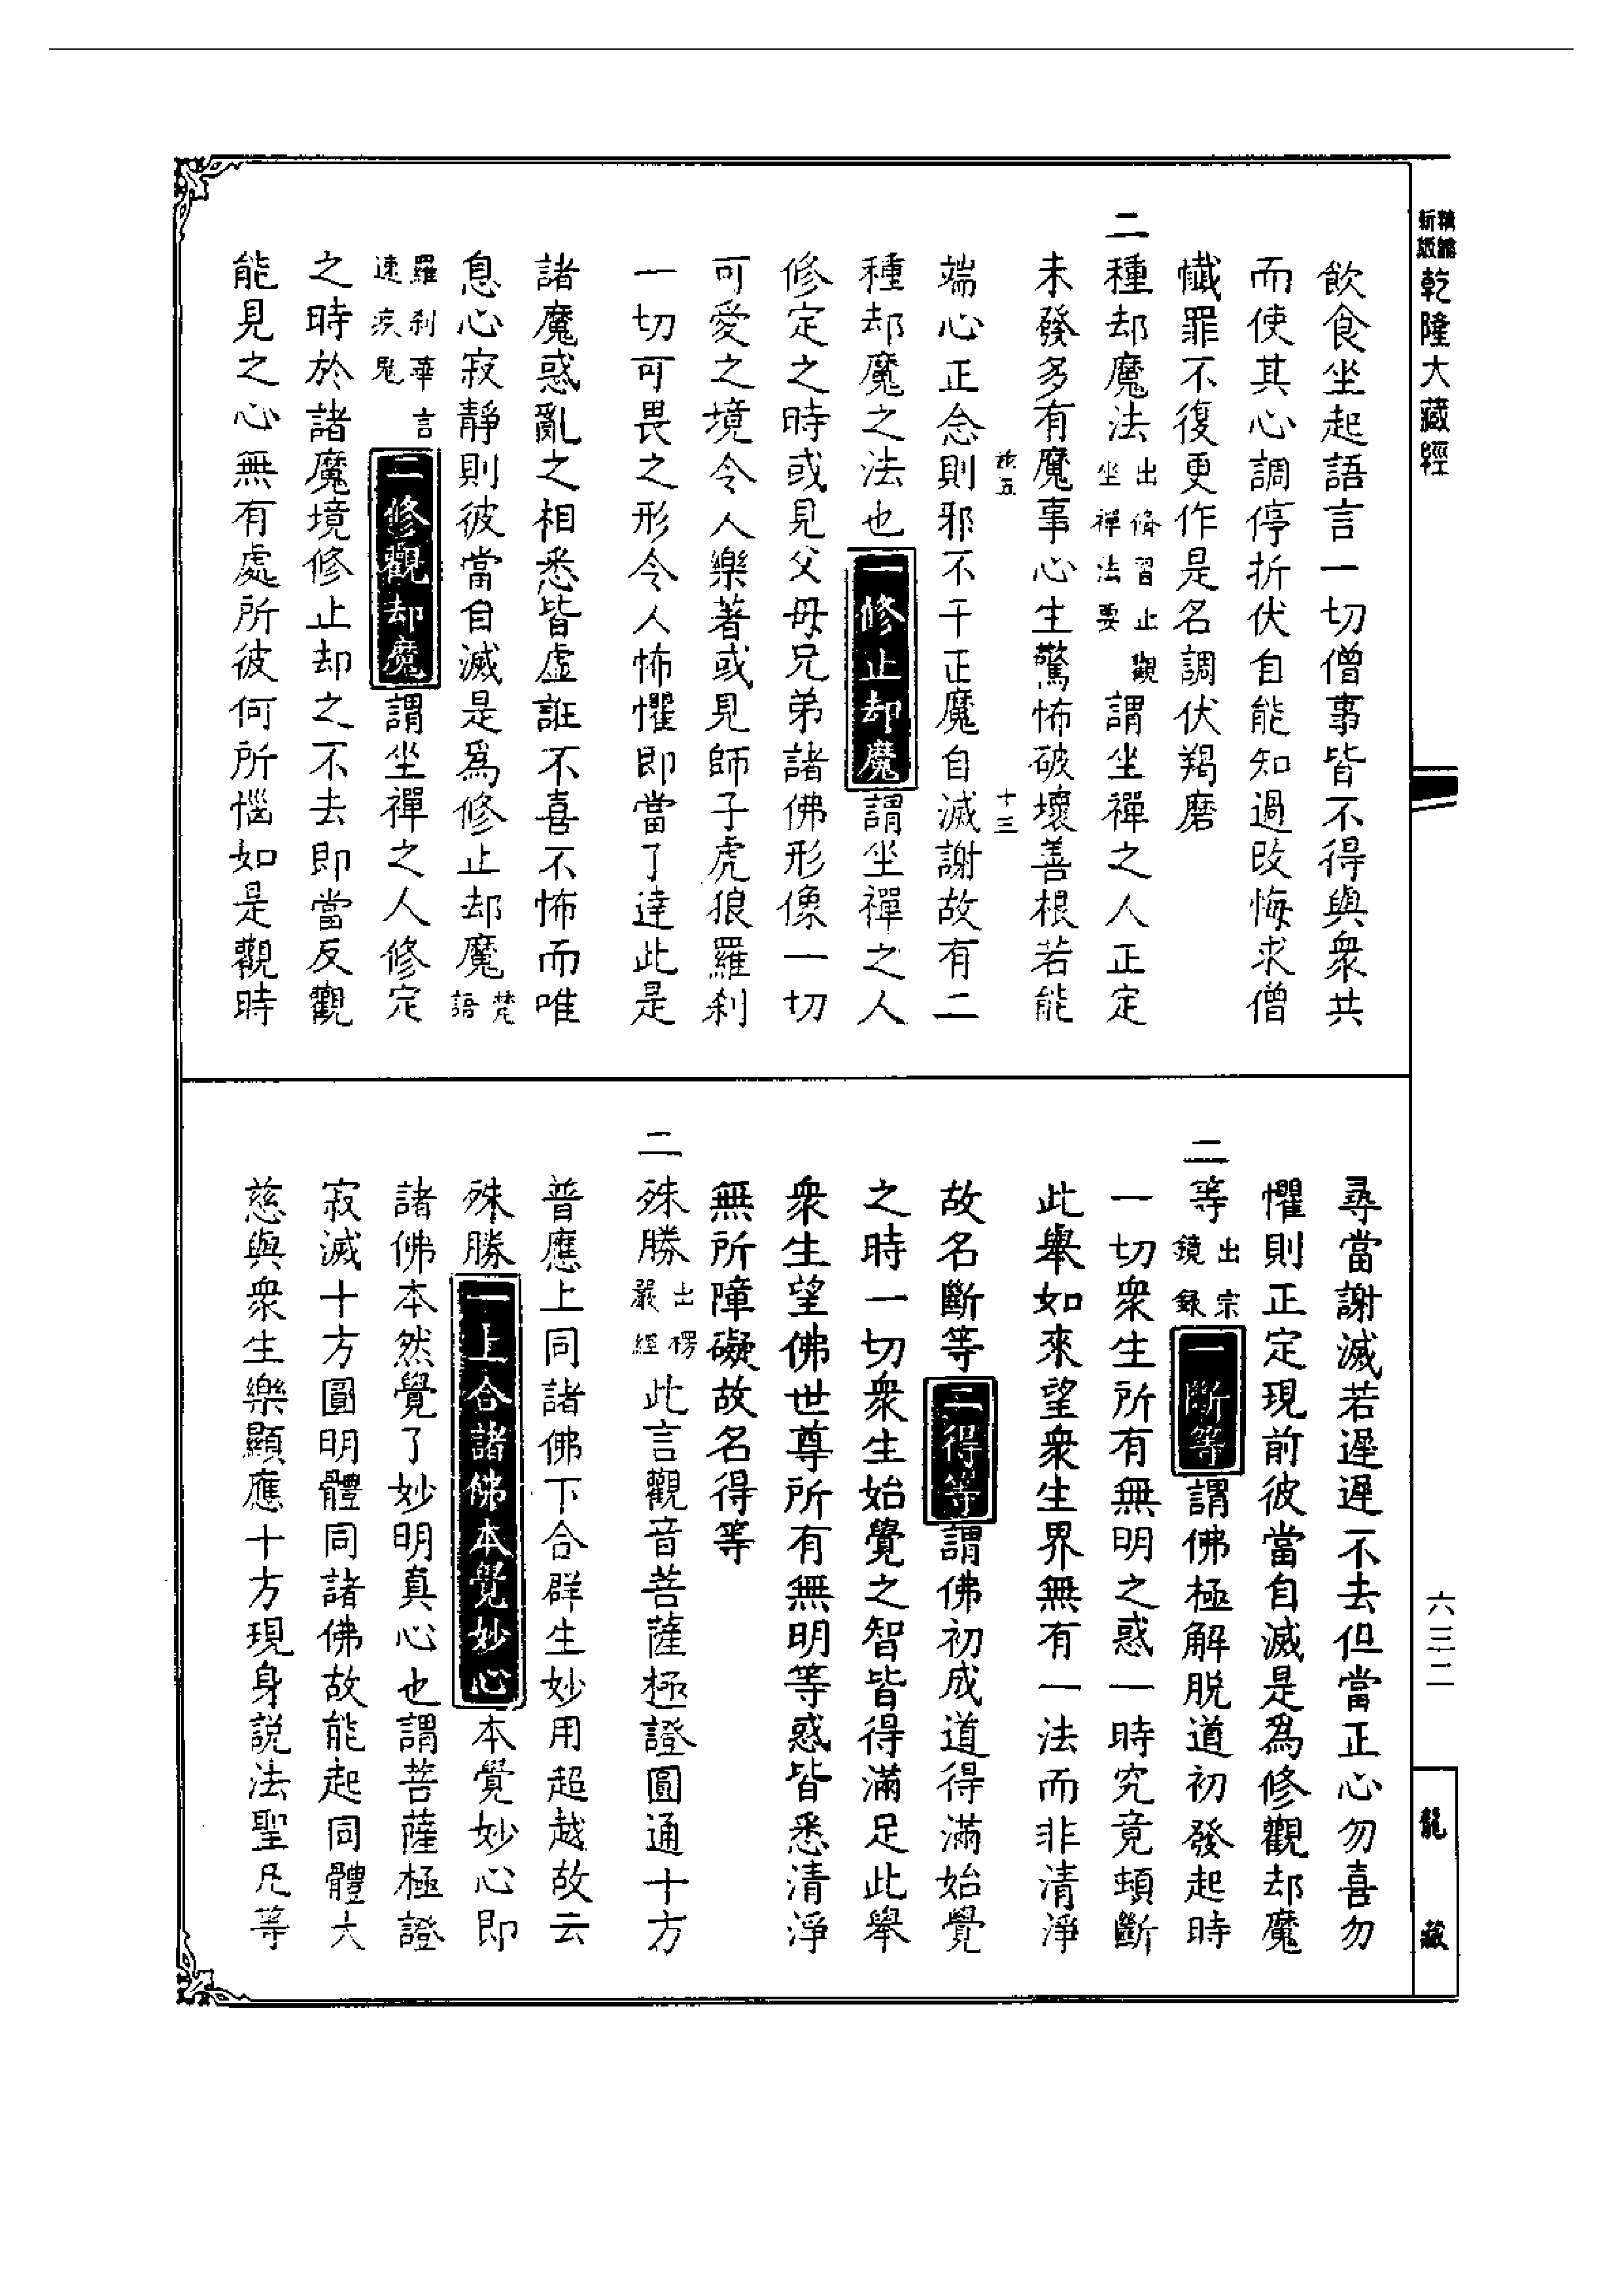 精縮新版乾隆大藏經
飲食坐起語言一切僧事皆不得與衆共
而使其心調停折伏自能知過改悔求僧
懺罪不復更作是名調伏羯磨
二種却魔法出修習止觀坐禪法要謂坐禪之人正定
未發多有魔事心生驚怖破壞善根若能
端心正念則邪不干正魔自滅謝故有二
種却魔之法也一修止却魔謂坐禪之人
修定之時或見父母兄弟諸佛形像一切
可愛之境令人樂著或見師子虎狼羅刹
一切可畏之形令人怖懼即當了達此是
諸魔惑亂之相悉皆虛誑不喜不怖而唯
息心寂靜則彼當自滅是爲修止却魔梵語
羅刹華言速疾鬼二修觀却魔謂坐禪之人修定
之時於諸魔境修止却之不去即當反觀
能見之心無有處所彼何所惱如是觀時
尋當謝滅若遲遲不去但當正心勿喜勿
懼則正定現前彼當自滅是爲修觀却魔
二等出宗鏡錄一斷等謂佛極解脱道初發起時
一切衆生所有無明之惑一時究竟頓斷
此舉如來望衆生界無有一法而非清淨
故名斷等二得等謂佛初成道得滿始覺
之時一切衆生始覺之智皆得滿足此舉
衆生望佛世尊所有無明等惑皆悉清淨
無所障礙故名得等
二殊勝出楞嚴經此言觀音菩薩極證圓通十方
普應上同諸佛下合群生妙用超越故云
殊勝一上合諸佛本覺妙心本覺妙心即
諸佛本然覺了妙明真心也謂菩薩極證
寂滅十方圓明體同諸佛故能起同體大
慈與衆生樂顯應十方現身説法聖凡等
六三二
龍藏